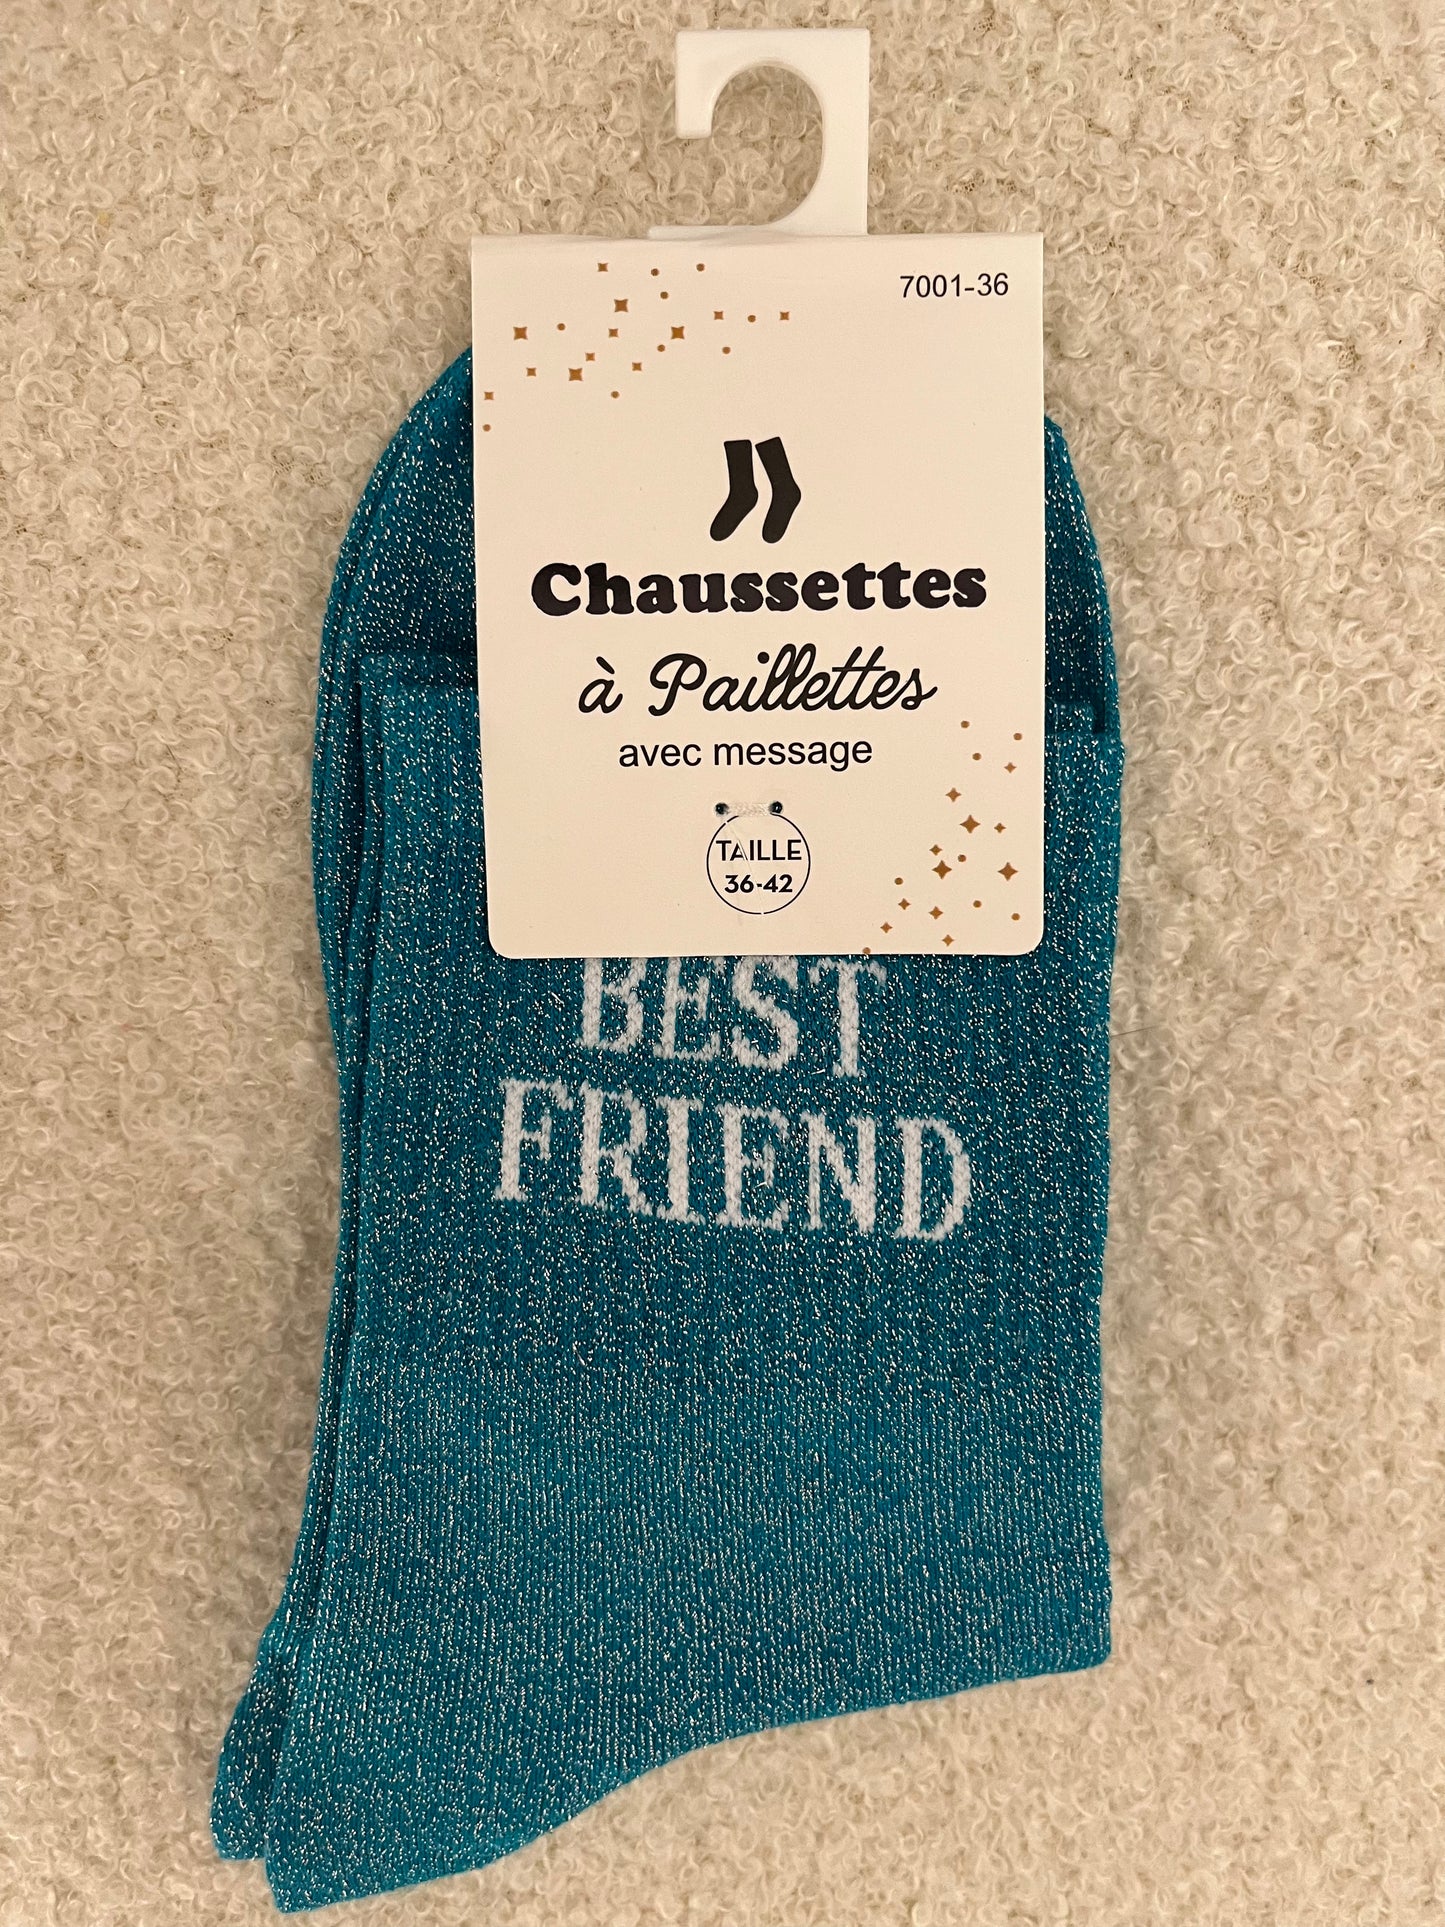 7001-36
Chaussettes
à Paillettes
avec message
TAILLE
36-42
BEST
FRIEND